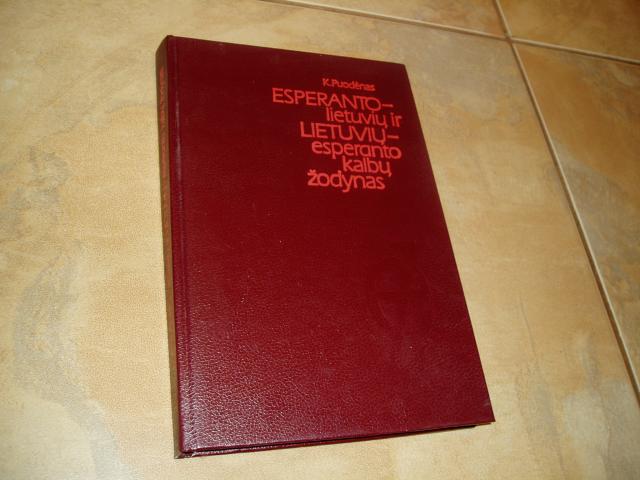 K.Puodėnas
ESPERANTO–
lietuvių ir
LIETUVIŲ–
esperanto
kalbų
žodynas